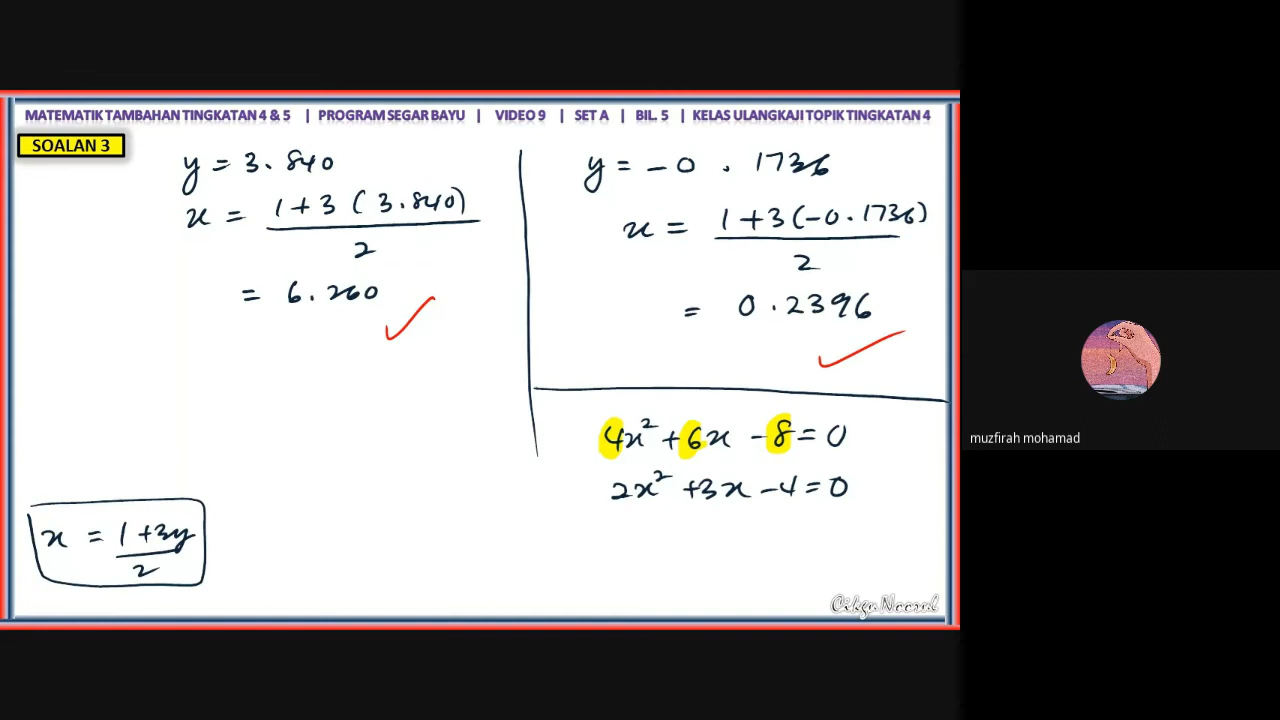 MATEMATIK TAMBAHAN TINGKATAN 4 & 5 | PROGRAM SEGAR BAYU | VIDEO 9 | SET A | BIL. 5 | KELAS ULANGKAJI TOPIK TINGKATAN 4
SOALAN 3
y = 3.840
x = 1+3(3.840)
2
= 6.260
x = 1+3y
2
y = -0.1736
x = 1+3(-0.1736)
2
= 0.2396
4x² + 6x - 8 = 0
2x² + 3x - 4 = 0
Cikgu Noorul
muzfirah mohamad